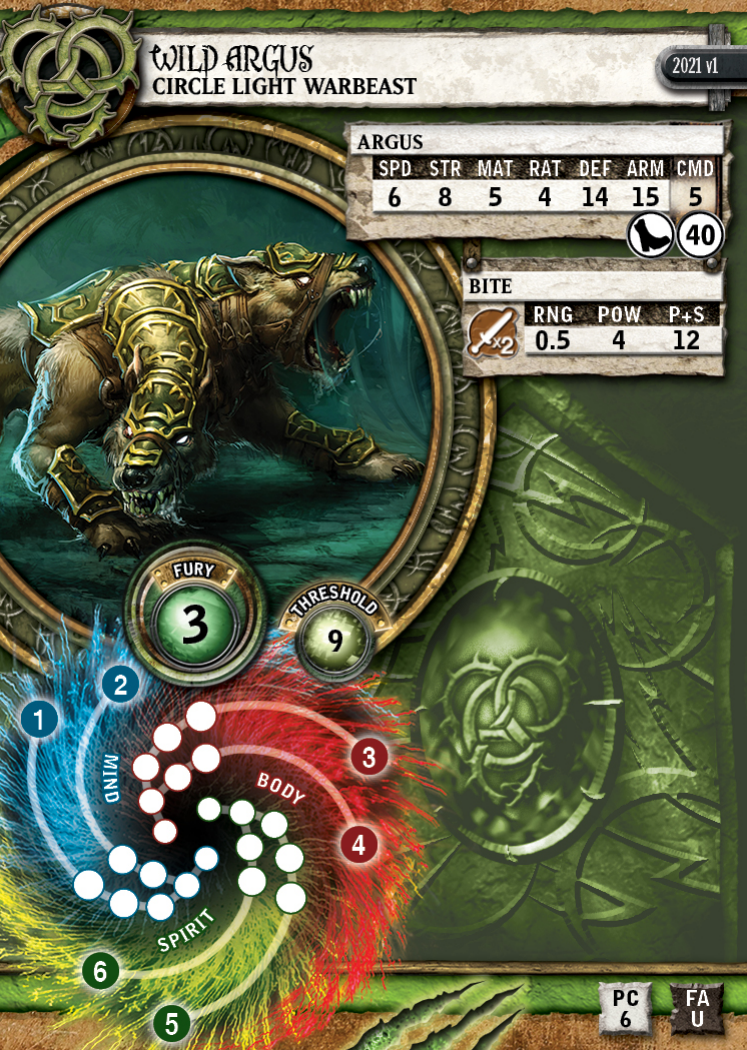 WILD ARGUS
CIRCLE LIGHT WARBEAST
2021 v1
ARGUS
SPD STR MAT RAT DEF ARM CMD
6 8 5 4 14 15 5
40
BITE
RNG POW P+S
x2 0.5 4 12
FURY
3
THRESHOLD
9
1
2
MIND
3
BODY
4
SPIRIT
6
5
PC
6
FA
U